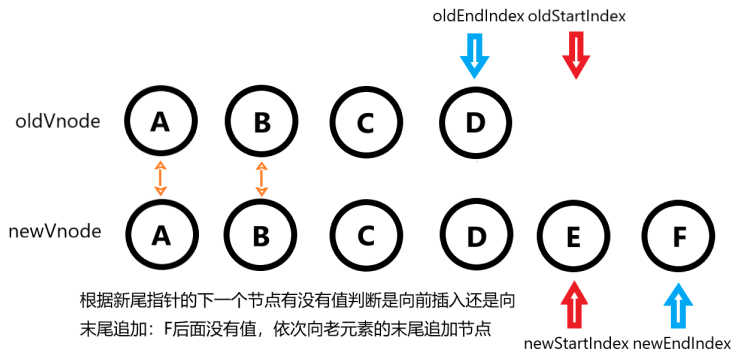 oldEndIndex oldStartIndex
oldVnode A B C D
newVnode A B C D E F
根据新尾指针的下一个节点有没有值判断是向前插入还是向
末尾追加：F后面没有值，依次向老元素的末尾追加节点
newStartIndex newEndIndex